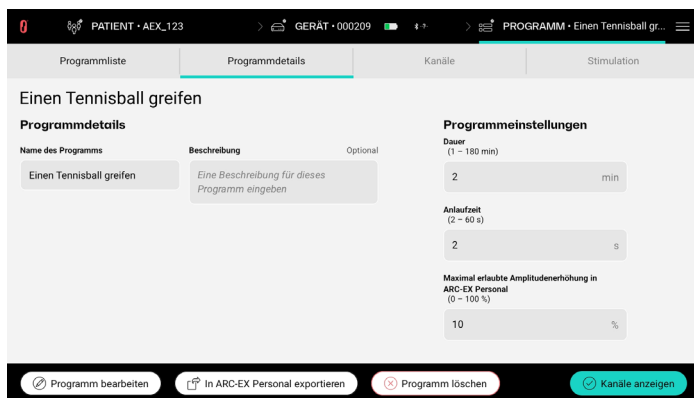 PATIENT • AEX_123
GERÄT • 000209
PROGRAMM • Einen Tennisball gr...
Programmliste
Programmdetails
Kanäle
Stimulation
Einen Tennisball greifen
Programmdetails
Name des Programms
Einen Tennisball greifen
Beschreibung
Optional
Eine Beschreibung für dieses
Programm eingeben
Programmeinstellungen
Dauer
(1 – 180 min)
2 min
Anlaufzeit
(2 – 60 s)
2 s
Maximal erlaubte Amplitudenerhöhung in
ARC-EX Personal
(0 – 100 %)
10 %
Programm bearbeiten
In ARC-EX Personal exportieren
Programm löschen
Kanäle anzeigen